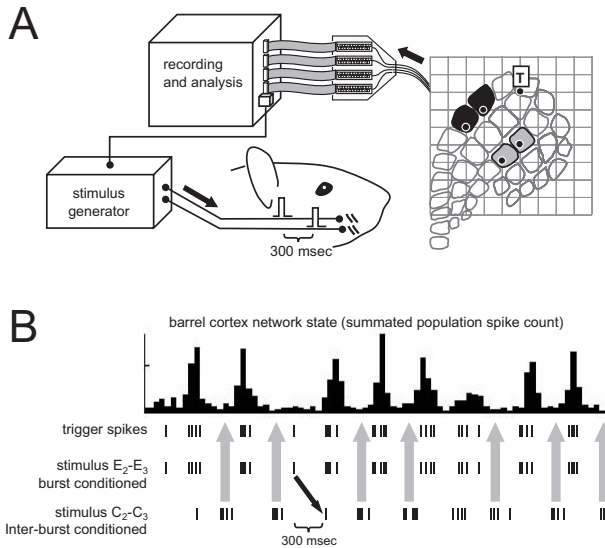 A
recording
and analysis
T
stimulus
generator
300 msec
B
barrel cortex network state (summated population spike count)
trigger spikes
stimulus E₂-E₃
burst conditioned
stimulus C₂-C₃
Inter-burst conditioned
300 msec